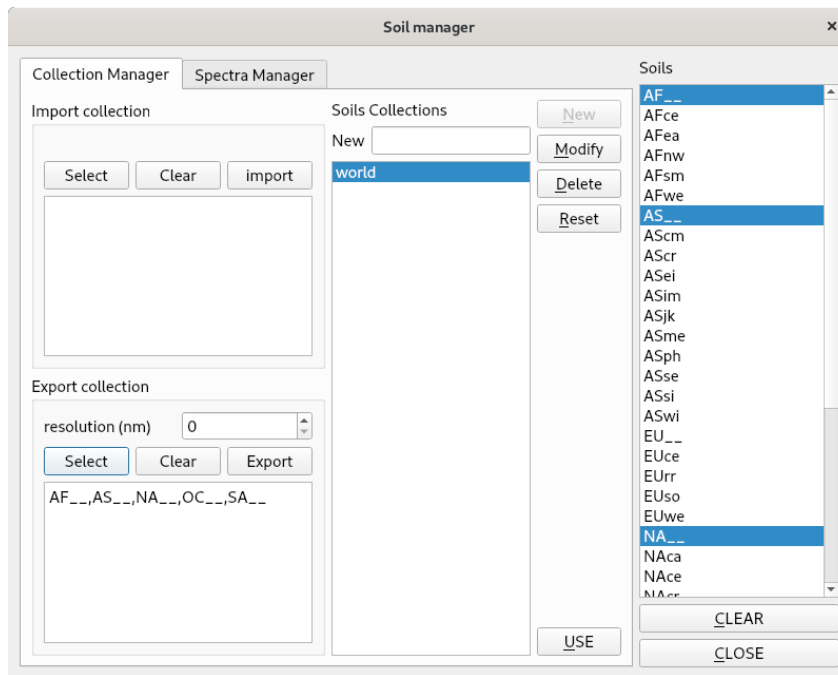 Soil manager
Collection Manager
Spectra Manager
Import collection
Select
Clear
import
Export collection
resolution (nm)
0
Select
Clear
Export
AF__,AS__,NA__,OC__,SA__
Soils Collections
New
world
New
Modify
Delete
Reset
USE
Soils
AF__
AFce
AFea
AFnw
AFsm
AFwe
AS__
AScm
AScr
ASei
ASim
ASjk
ASme
ASph
ASse
ASsi
ASwi
EU__
EUce
EUrr
EUso
EUwe
NA__
NAca
NAce
NAcr
CLEAR
CLOSE